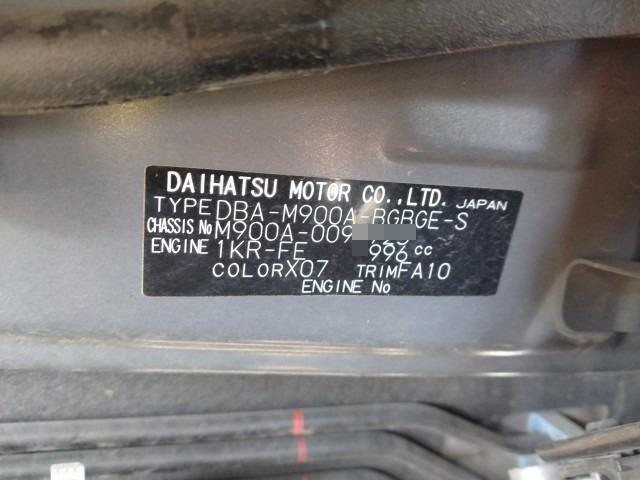 DAIHATSU MOTOR CO.,LTD. JAPAN
TYPE DBA-M900A-RGBGE-S
CHASSIS No M900A-009
ENGINE 1KR-FE 996 cc
COLOR X07 TRIM FA10
ENGINE No